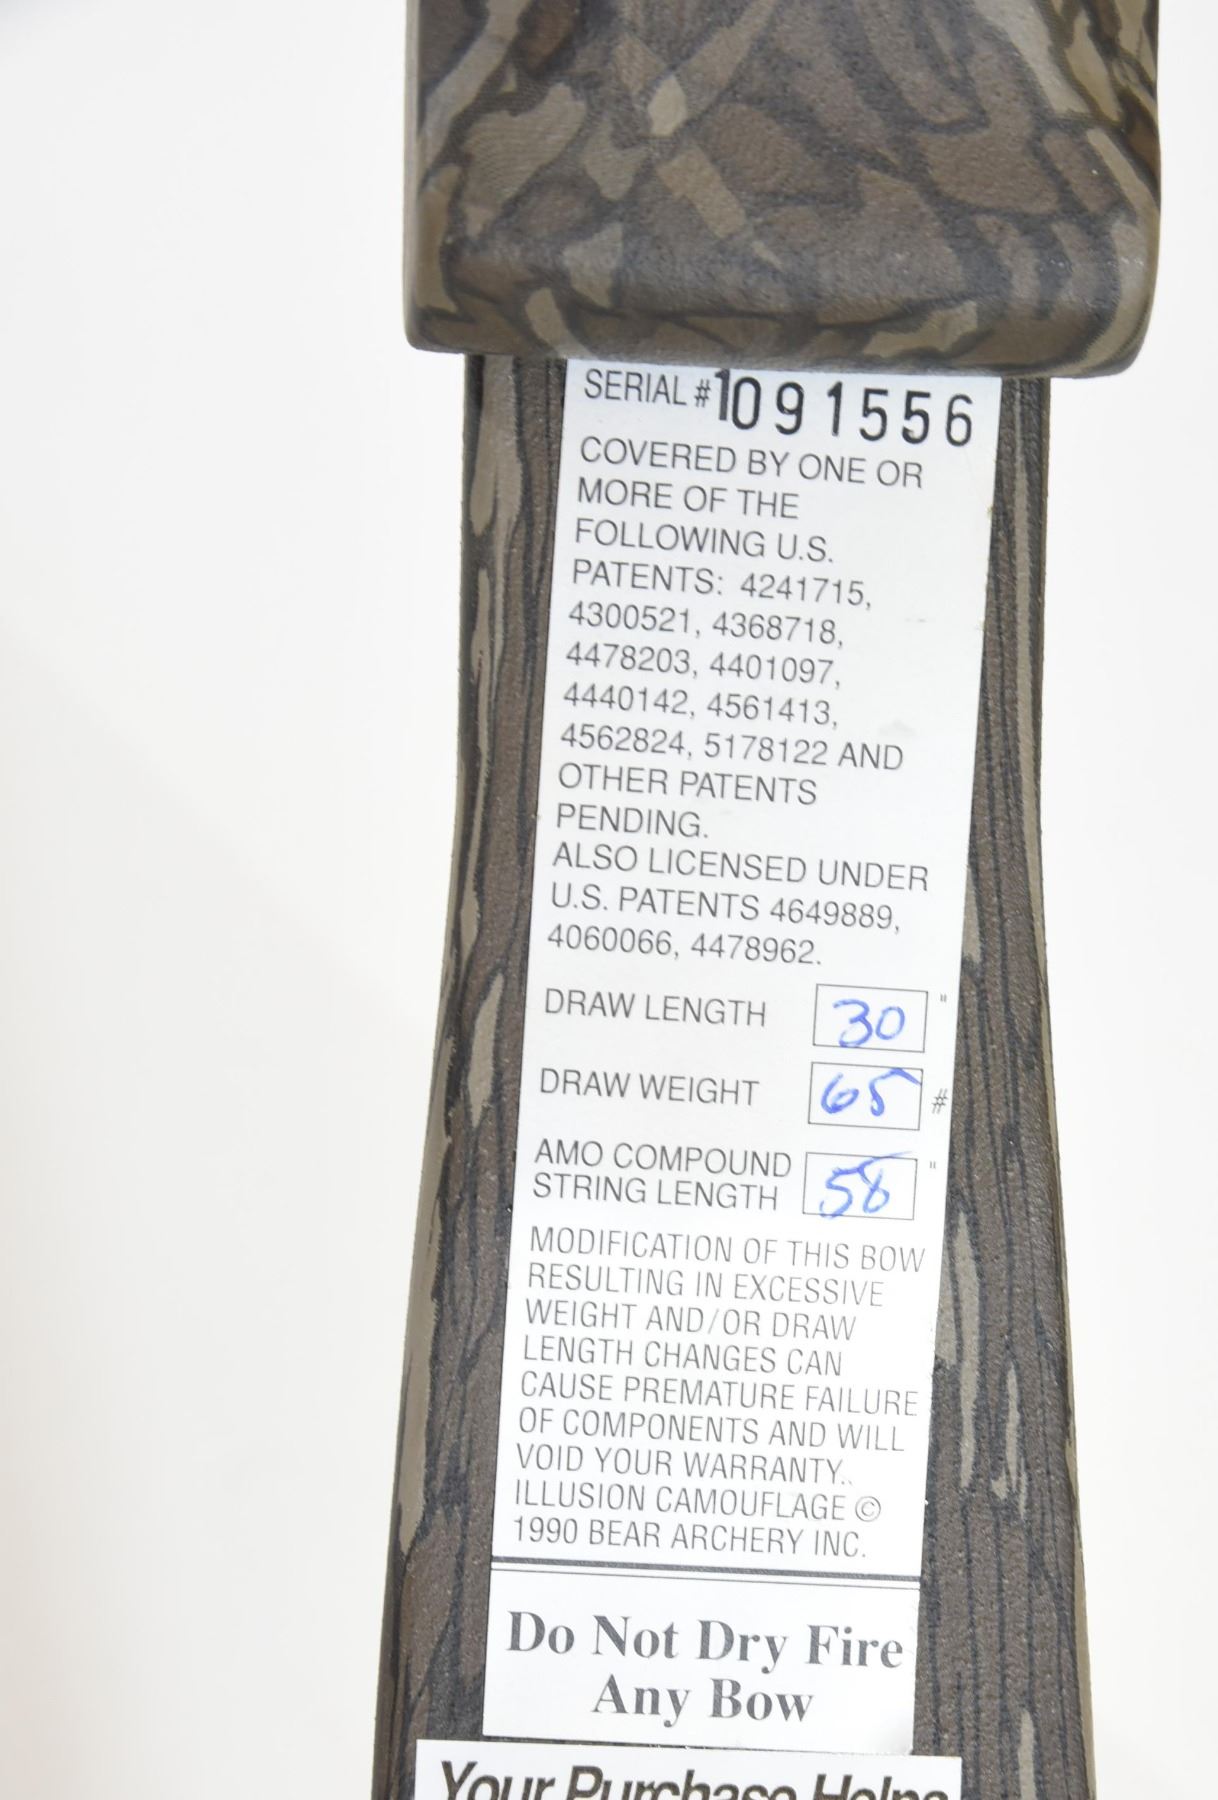 SERIAL # 1091556
COVERED BY ONE OR
MORE OF THE
FOLLOWING U.S.
PATENTS: 4241715,
4300521, 4368718,
4478203, 4401097,
4440142, 4561413,
4562824, 5178122 AND
OTHER PATENTS
PENDING.
ALSO LICENSED UNDER
U.S. PATENTS 4649889,
4060066, 4478962.
DRAW LENGTH 30 "
DRAW WEIGHT 65 #
AMO COMPOUND
STRING LENGTH 58 "
MODIFICATION OF THIS BOW
RESULTING IN EXCESSIVE
WEIGHT AND/OR DRAW
LENGTH CHANGES CAN
CAUSE PREMATURE FAILURE
OF COMPONENTS AND WILL
VOID YOUR WARRANTY.
ILLUSION CAMOUFLAGE ©
1990 BEAR ARCHERY INC.
Do Not Dry Fire
Any Bow
Your Purchase Helps